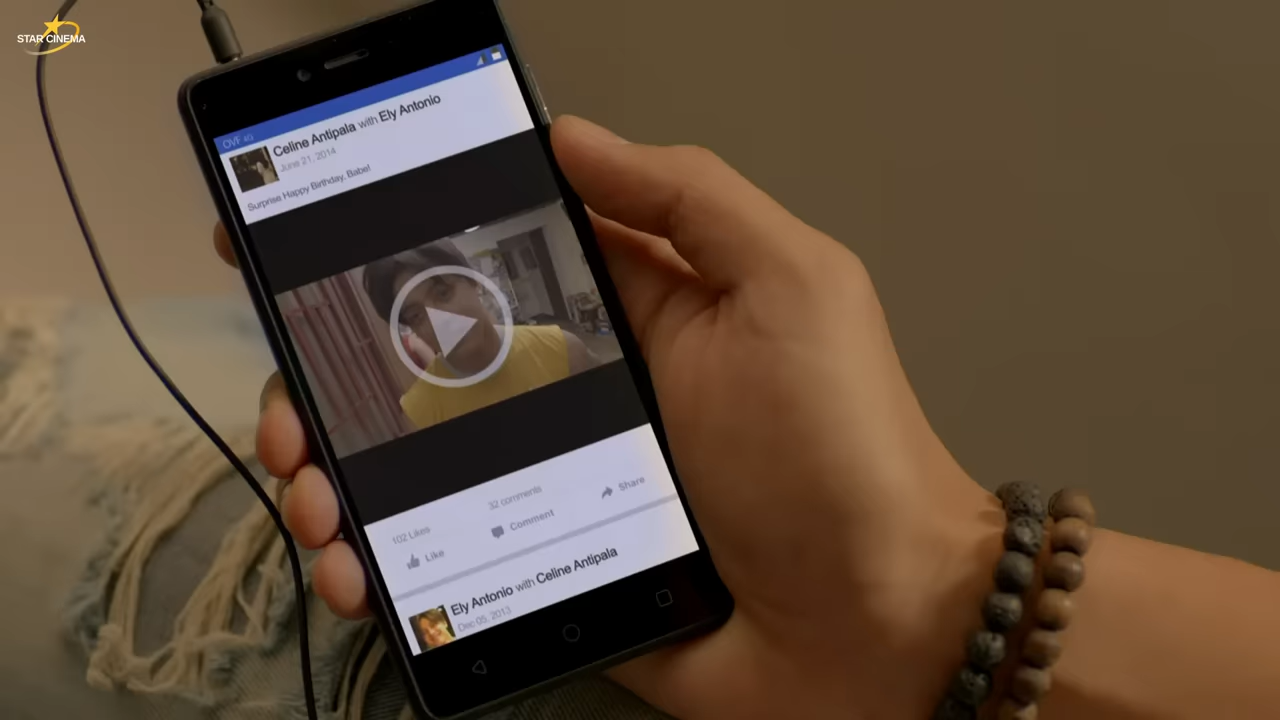 STAR CINEMA
Celine Antipala with Ely Antonio
June 21, 2014
Surprise Happy Birthday, Babe!
102 Likes
32 comments
Like
Comment
Share
Ely Antonio with Celine Antipala
Dec 05, 2013